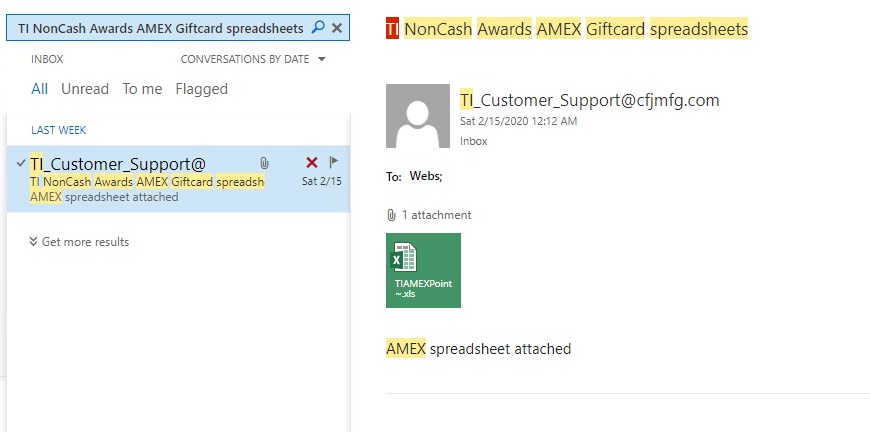 TI NonCash Awards AMEX Giftcard spreadsheets
INBOX
CONVERSATIONS BY DATE
All Unread To me Flagged
LAST WEEK
TI_Customer_Support@
TI NonCash Awards AMEX Giftcard spreadsh
Sat 2/15
AMEX spreadsheet attached
Get more results
TI NonCash Awards AMEX Giftcard spreadsheets
TI_Customer_Support@cfjmfg.com
Sat 2/15/2020 12:12 AM
Inbox
To: Webs;
1 attachment
TIAMEXPoint
~.xls
AMEX spreadsheet attached